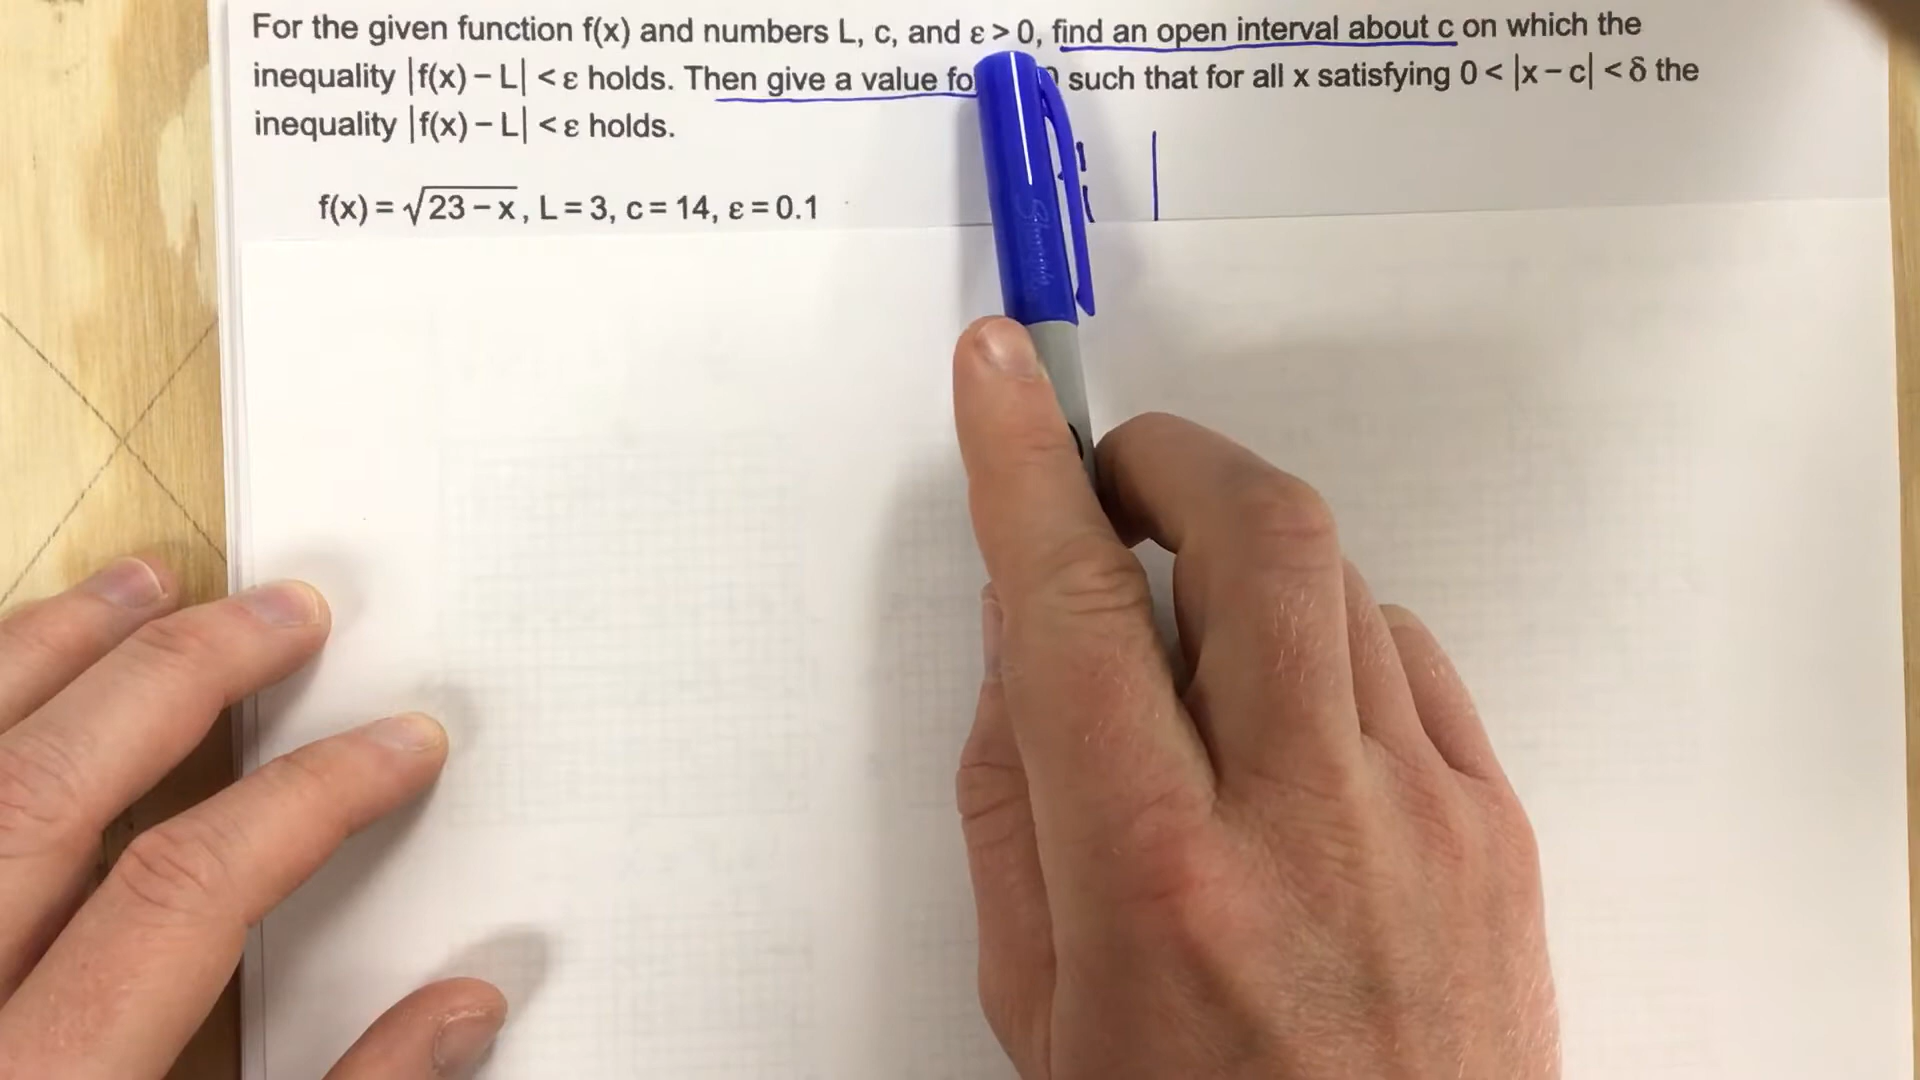 For the given function f(x) and numbers L, c, and ε > 0, find an open interval about c on which the
inequality |f(x) − L| < ε holds. Then give a value fo such that for all x satisfying 0 < |x − c| < δ the
inequality |f(x) − L| < ε holds.
f(x) = √23 − x, L = 3, c = 14, ε = 0.1
Sharpie